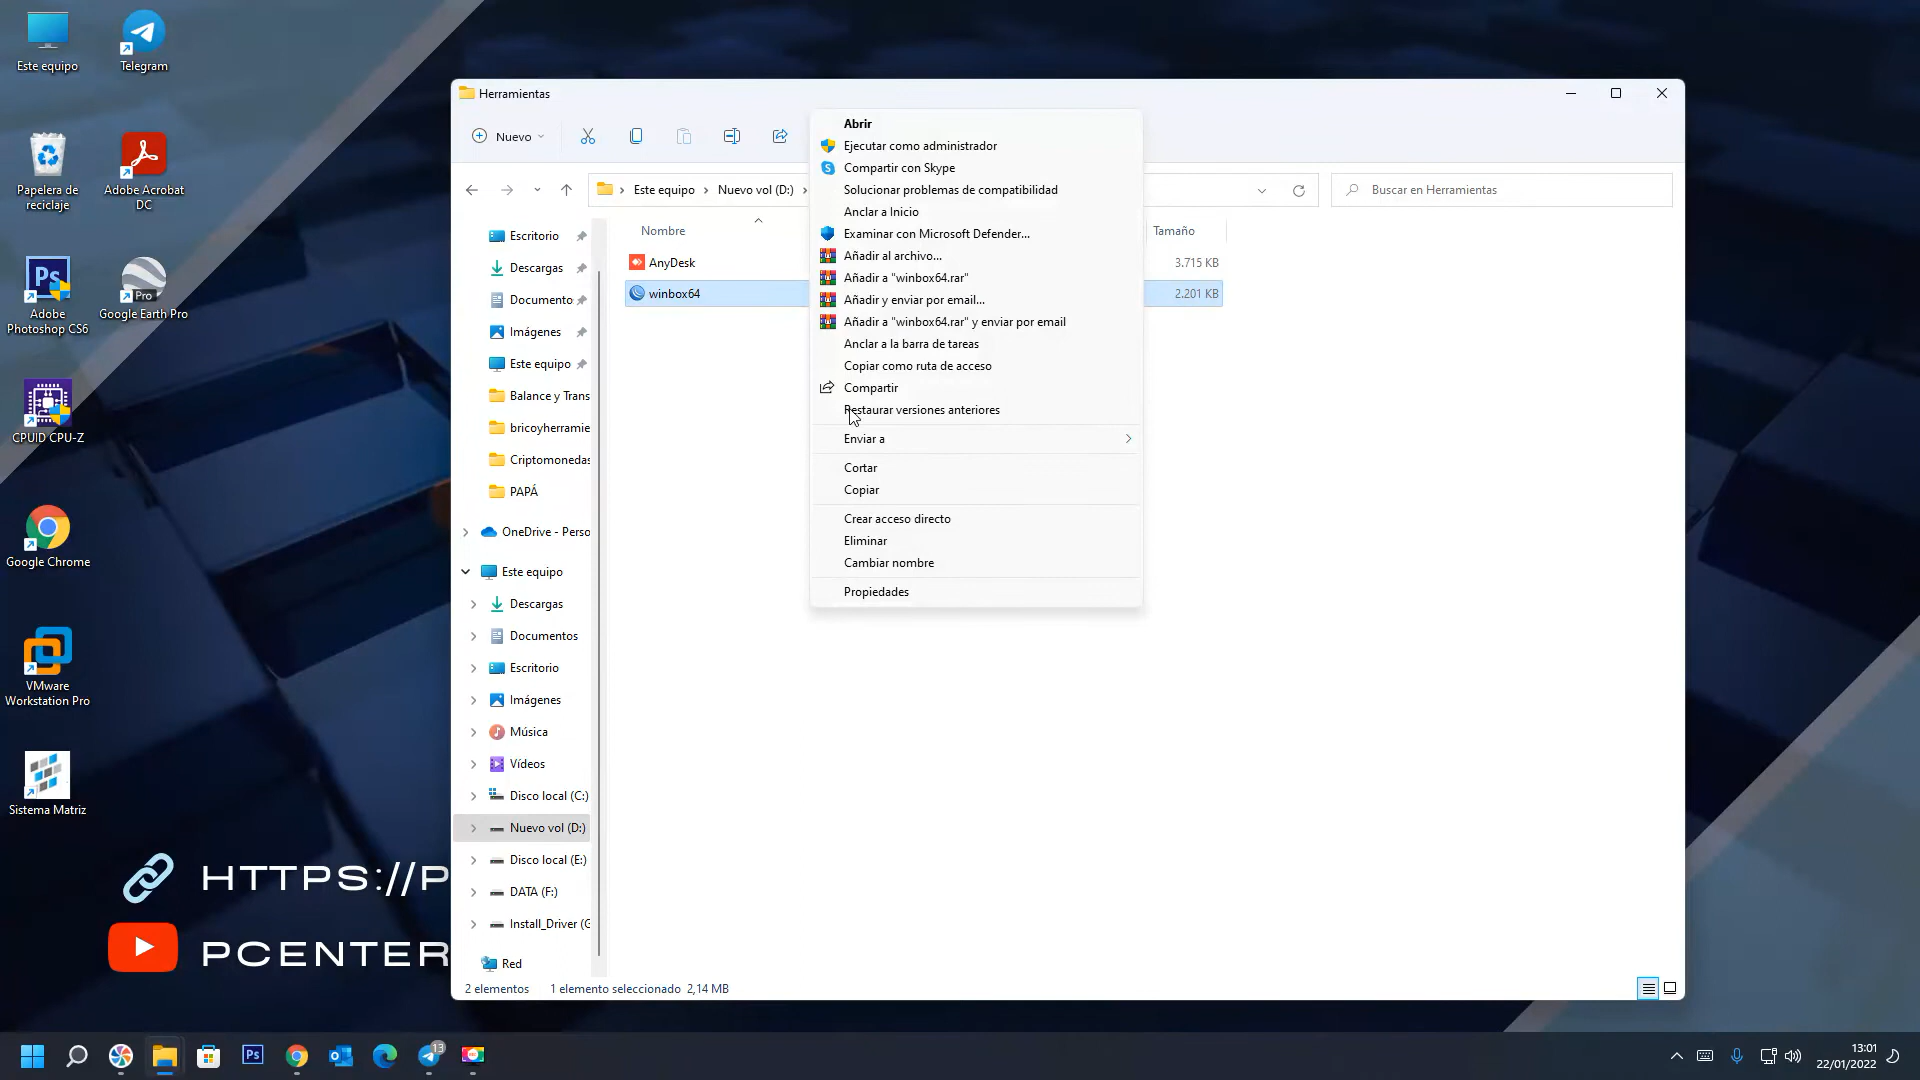 Este equipo
Telegram
Papelera de
reciclaje
Adobe Acrobat
DC
Adobe
Photoshop CS6
Pro
Google Earth Pro
CPUID CPU-Z
Google Chrome
VMware
Workstation Pro
Sistema Matriz
HTTPS://P
PCENTER
Herramientas
Nuevo
Este equipo
Nuevo vol (D:)
Buscar en Herramientas
Escritorio
Descargas
Documento
Imágenes
Este equipo
Balance y Trans
bricoyherramie
Criptomonedas
PAPÁ
OneDrive - Perso
Este equipo
Descargas
Documentos
Escritorio
Imágenes
Música
Vídeos
Disco local (C:)
Nuevo vol (D:)
Disco local (E:)
DATA (F:)
Install_Driver (G
Red
Nombre
Tamaño
AnyDesk
3.715 KB
winbox64
2.201 KB
Abrir
Ejecutar como administrador
Compartir con Skype
Solucionar problemas de compatibilidad
Anclar a Inicio
Examinar con Microsoft Defender...
Añadir al archivo...
Añadir a "winbox64.rar"
Añadir y enviar por email...
Añadir a "winbox64.rar" y enviar por email
Anclar a la barra de tareas
Copiar como ruta de acceso
Compartir
Restaurar versiones anteriores
Enviar a
Cortar
Copiar
Crear acceso directo
Eliminar
Cambiar nombre
Propiedades
2 elementos
1 elemento seleccionado 2,14 MB
Ps
13
13:01
22/01/2022